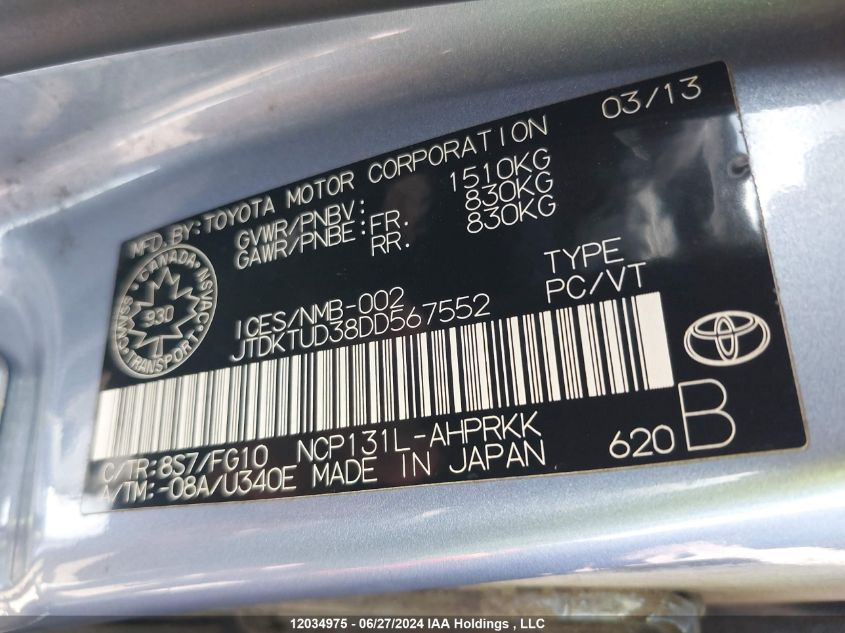 03/13
MFD. BY: TOYOTA MOTOR CORPORATION
GVWR/PNBV: 1510KG
GAWR/PNBE: FR. 830KG
RR. 830KG
CANADA
CMVSS NSVAC
930
TRANSPORT
ICES/NMB-002
TYPE
JTDKTUD38DD567552
PC/VT
C/TR: 8S7/FG10 NCP131L-AHPRKK
A/TM: -08A/U340E MADE IN JAPAN
620 B
12034975 - 06/27/2024 IAA Holdings , LLC